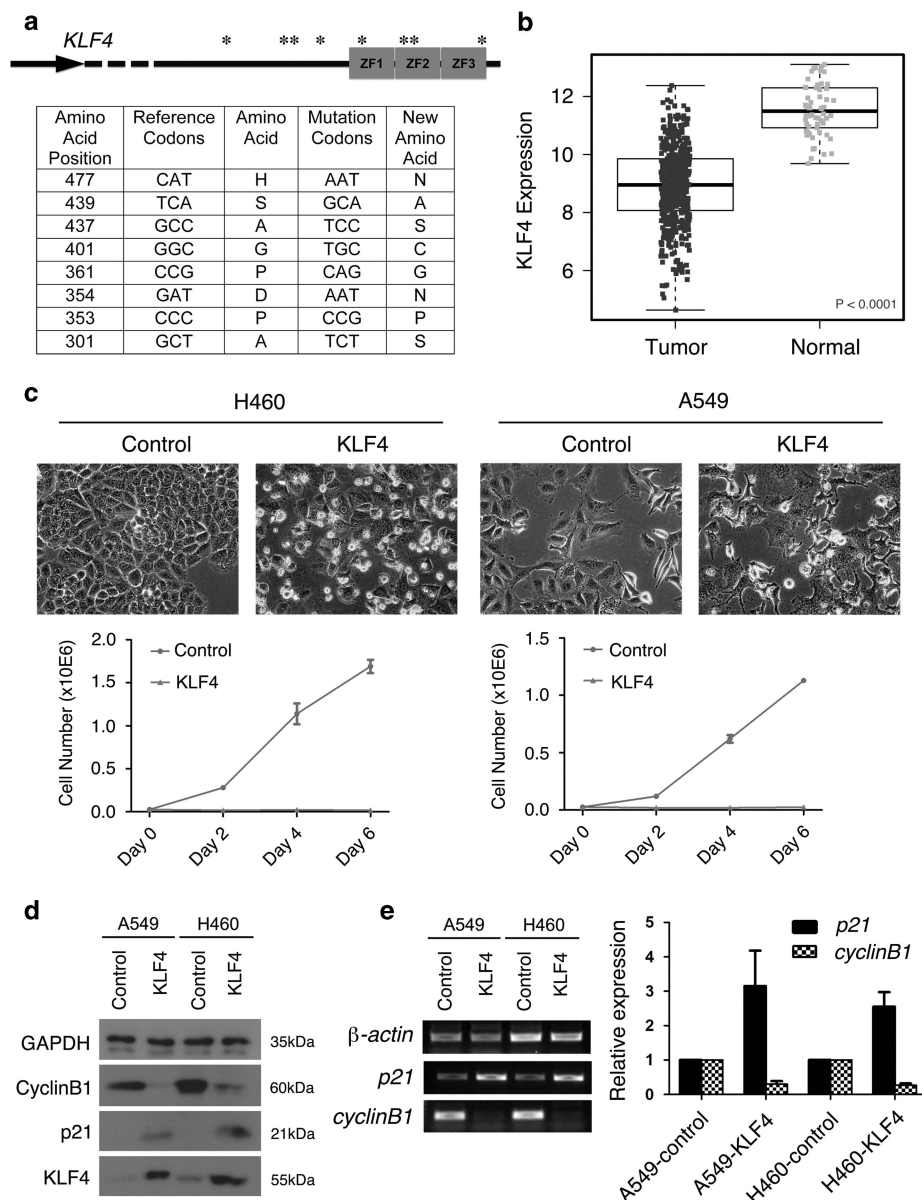 a
KLF4
* ** * * ** *
ZF1 ZF2 ZF3
Amino Acid Position Reference Codons Amino Acid Mutation Codons New Amino Acid
477 CAT H AAT N
439 TCA S GCA A
437 GCC A TCC S
401 GGC G TGC C
361 CCG P CAG G
354 GAT D AAT N
353 CCC P CCG P
301 GCT A TCT S
b
KLF4 Expression
12
10
8
6
P < 0.0001
Tumor Normal
c
H460 A549
Control KLF4 Control KLF4
Cell Number (x10E6)
2.0
1.5
1.0
0.5
0.0
Control
KLF4
Day 0 Day 2 Day 4 Day 6
Cell Number (x10E6)
1.5
1.0
0.5
0.0
Control
KLF4
Day 0 Day 2 Day 4 Day 6
d
A549 H460
Control KLF4 Control KLF4
GAPDH 35kDa
CyclinB1 60kDa
p21 21kDa
KLF4 55kDa
e
A549 H460
Control KLF4 Control KLF4
β-actin
p21
cyclinB1
Relative expression
5
4
3
2
1
0
p21
cyclinB1
A549-control A549-KLF4 H460-control H460-KLF4